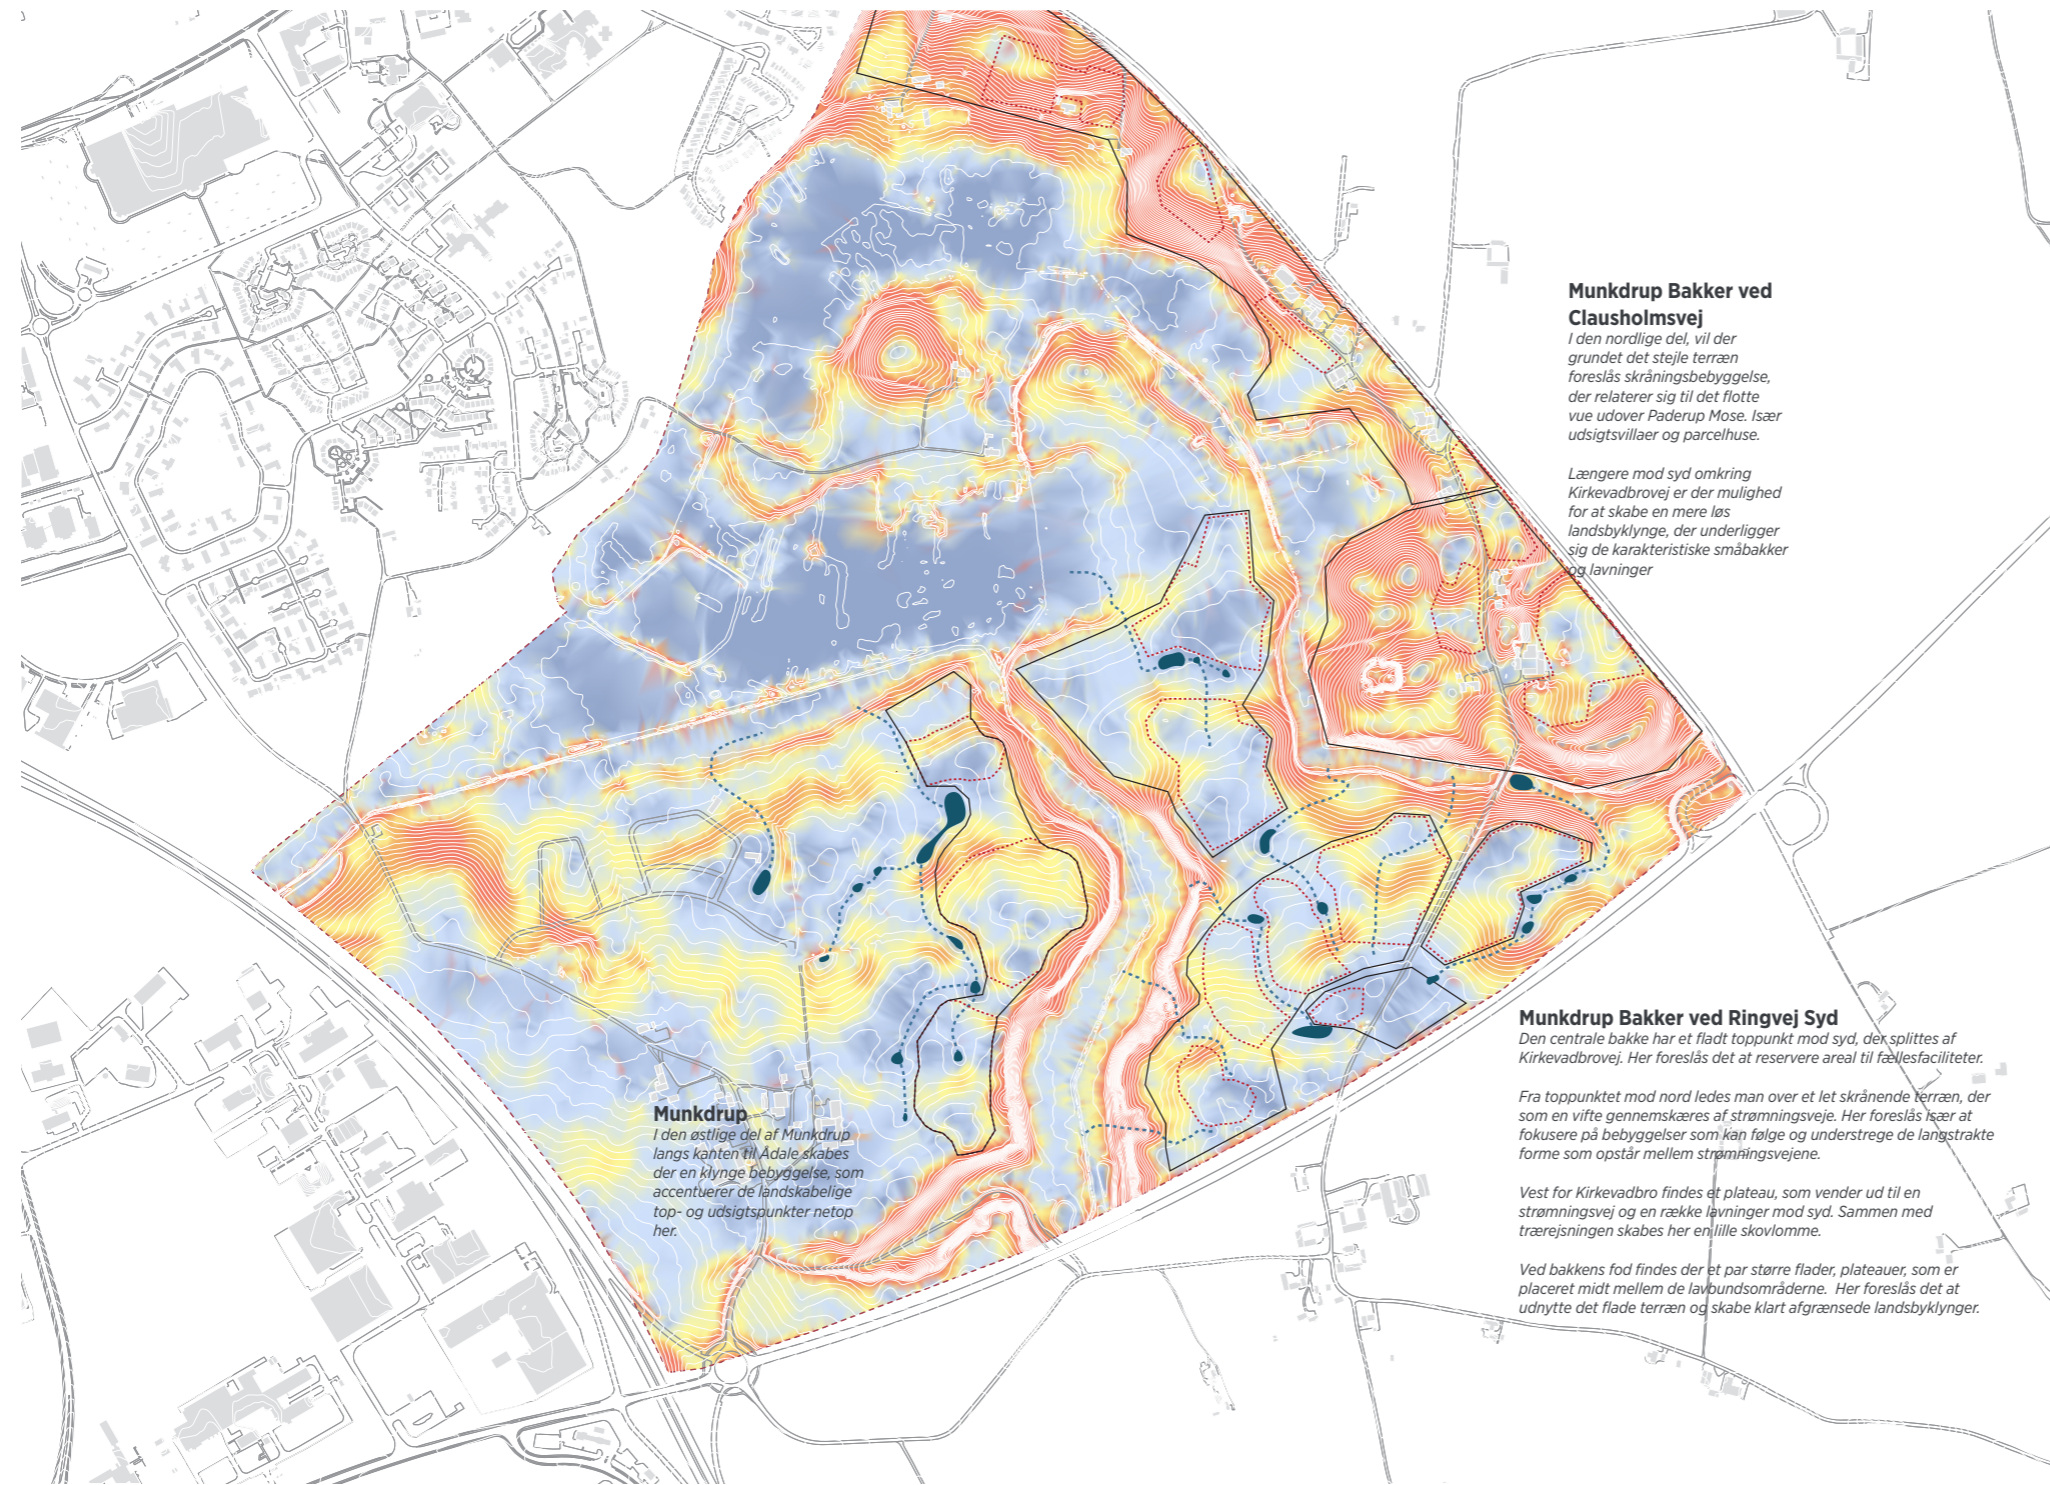 Munkdrup Bakker ved
Clausholmsvej
I den nordlige del, vil der
grundet det stejle terræn
foreslås skråningsbebyggelse,
der relaterer sig til det flotte
vue udover Paderup Mose. Især
udsigtsvillaer og parcelhuse.
Længere mod syd omkring
Kirkevadbrovej er der mulighed
for at skabe en mere løs
landsbyklynge, der underligger
sig de karakteristiske småbakker
og lavninger
Munkdrup Bakker ved Ringvej Syd
Den centrale bakke har et fladt toppunkt mod syd, der splittes af
Kirkevadbrovej. Her foreslås det at reservere areal til fællesfaciliteter.
Fra toppunktet mod nord ledes man over et let skrånende terræn, der
som en vifte gennemskæres af strømningsveje. Her foreslås især at
fokusere på bebyggelser som kan følge og understrege de langstrakte
forme som opstår mellem strømningsvejene.
Vest for Kirkevadbro findes et plateau, som vender ud til en
strømningsvej og en række lavninger mod syd. Sammen med
trærejsningen skabes her en lille skovlomme.
Ved bakkens fod findes der et par større flader, plateauer, som er
placeret midt mellem de lavbundsområderne. Her foreslås det at
udnytte det flade terræn og skabe klart afgrænsede landsbyklynger.
Munkdrup
I den østlige del af Munkdrup
langs kanten til Ådale skabes
der en klynge bebyggelse, som
accentuerer de landskabelige
top- og udsigtspunkter netop
her.